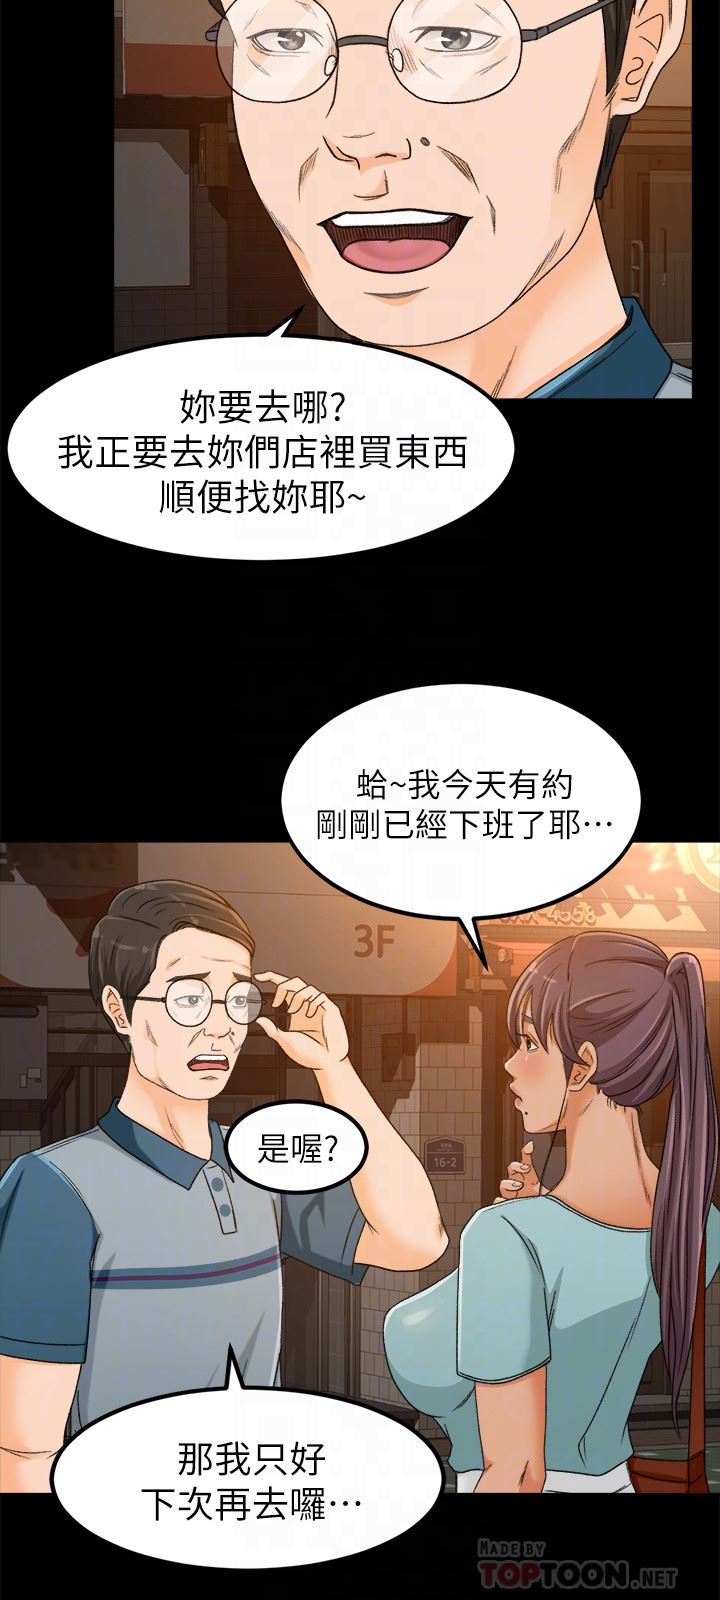 妳要去哪?
我正要去妳們店裡買東西
順便找妳耶~
蛤~我今天有約
剛剛已經下班了耶⋯
XXX-4558
3F
是喔?
16-2
那我只好
下次再去囉⋯
MADE BY
TOPTOON.NET